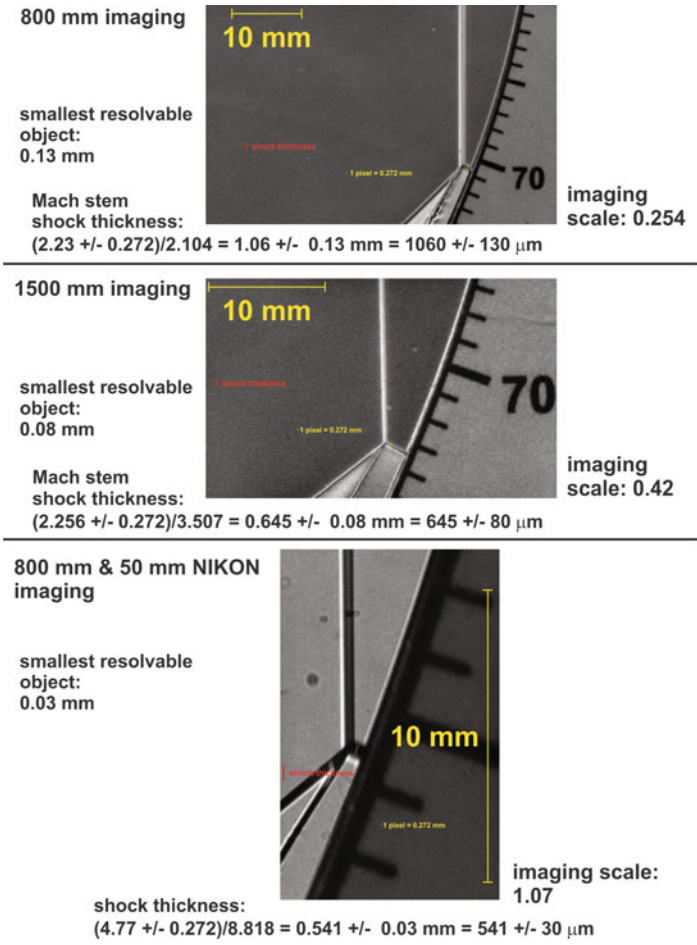 800 mm imaging
10 mm
smallest resolvable
object:
0.13 mm
shock thickness
1 pixel = 0.272 mm
70
Mach stem
shock thickness:
imaging
scale: 0.254
(2.23 +/- 0.272)/2.104 = 1.06 +/- 0.13 mm = 1060 +/- 130 μm
1500 mm imaging
10 mm
smallest resolvable
object:
0.08 mm
shock thickness
1 pixel = 0.272 mm
70
Mach stem
shock thickness:
imaging
scale: 0.42
(2.256 +/- 0.272)/3.507 = 0.645 +/- 0.08 mm = 645 +/- 80 μm
800 mm & 50 mm NIKON
imaging
smallest resolvable
object:
0.03 mm
10 mm
shock thickness
1 pixel = 0.272 mm
imaging scale:
1.07
shock thickness:
(4.77 +/- 0.272)/8.818 = 0.541 +/- 0.03 mm = 541 +/- 30 μm